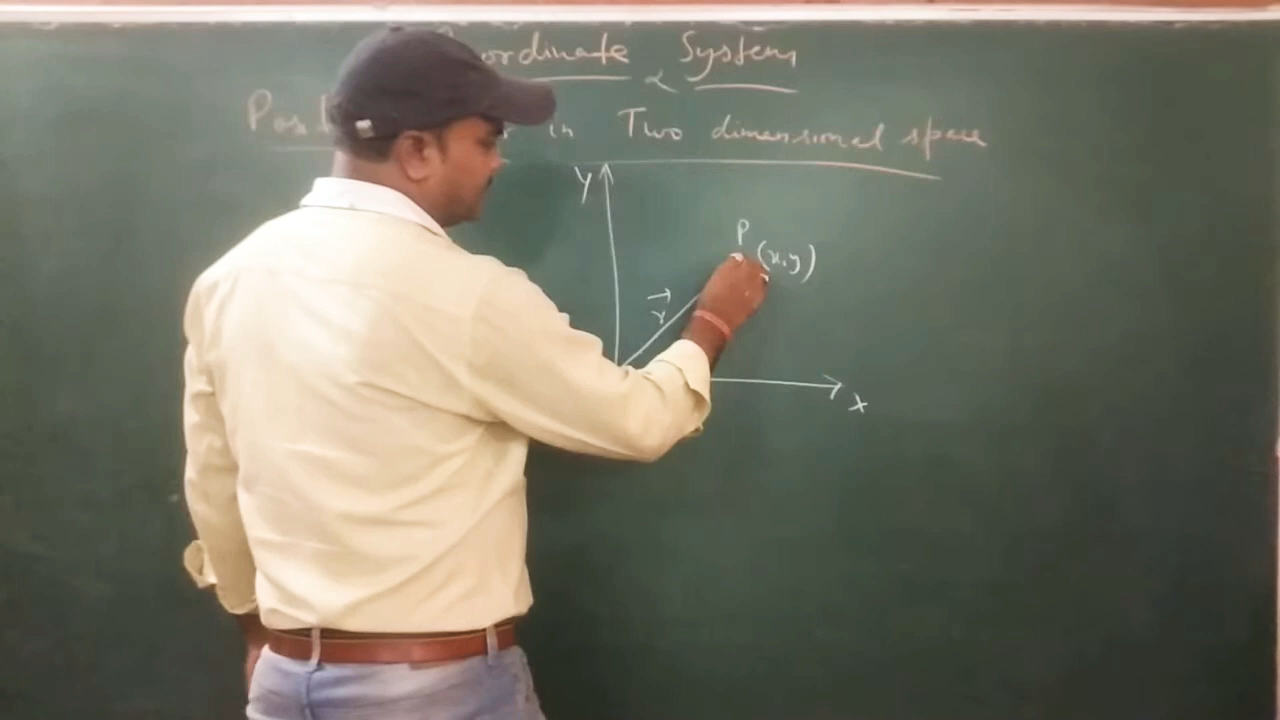 ordinate System
&
in Two dimensional space
y
P
(x,y)
r
x